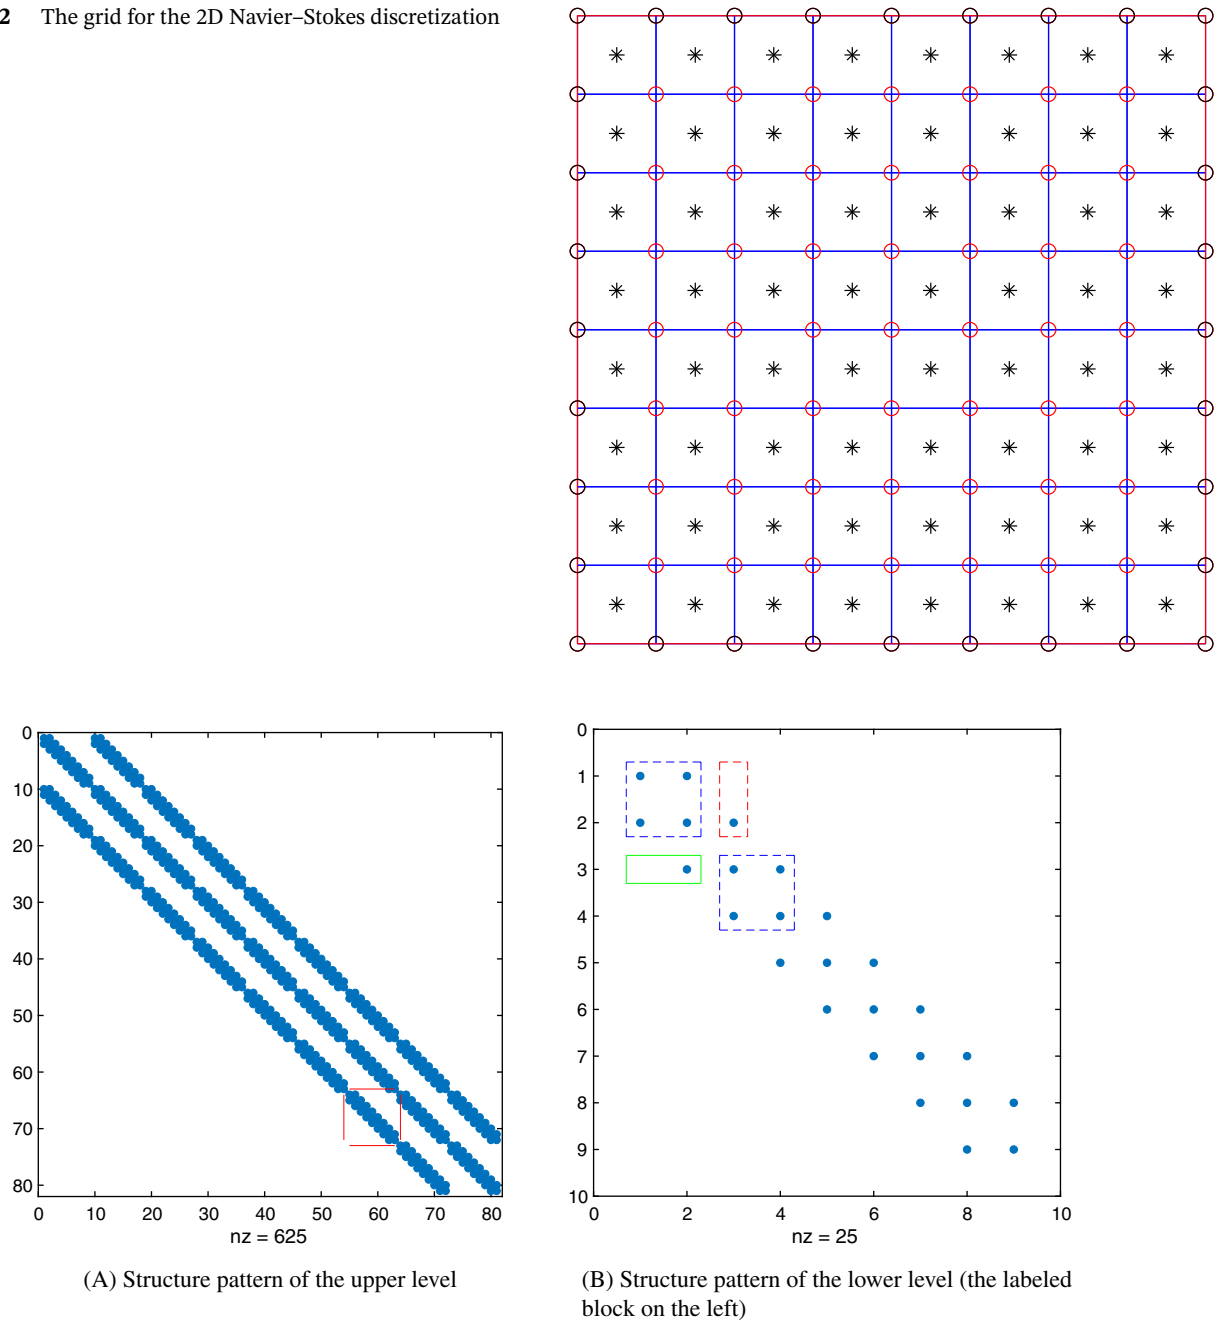 2 The grid for the 2D Navier–Stokes discretization
0
10
20
30
40
50
60
70
80
0 10 20 30 40 50 60 70 80
nz = 625
(A) Structure pattern of the upper level
0
1
2
3
4
5
6
7
8
9
10
0 2 4 6 8 10
nz = 25
(B) Structure pattern of the lower level (the labeled
block on the left)